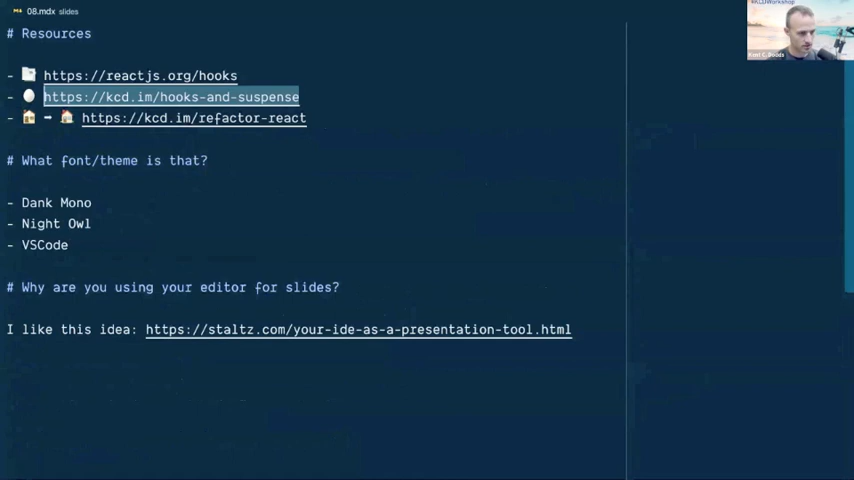 08.mdx slides
# Resources
- https://reactjs.org/hooks
- https://kcd.im/hooks-and-suspense
- https://kcd.im/refactor-react
# What font/theme is that?
- Dank Mono
- Night Owl
- VSCode
# Why are you using your editor for slides?
I like this idea: https://staltz.com/your-ide-as-a-presentation-tool.html
Kent C. Dodds